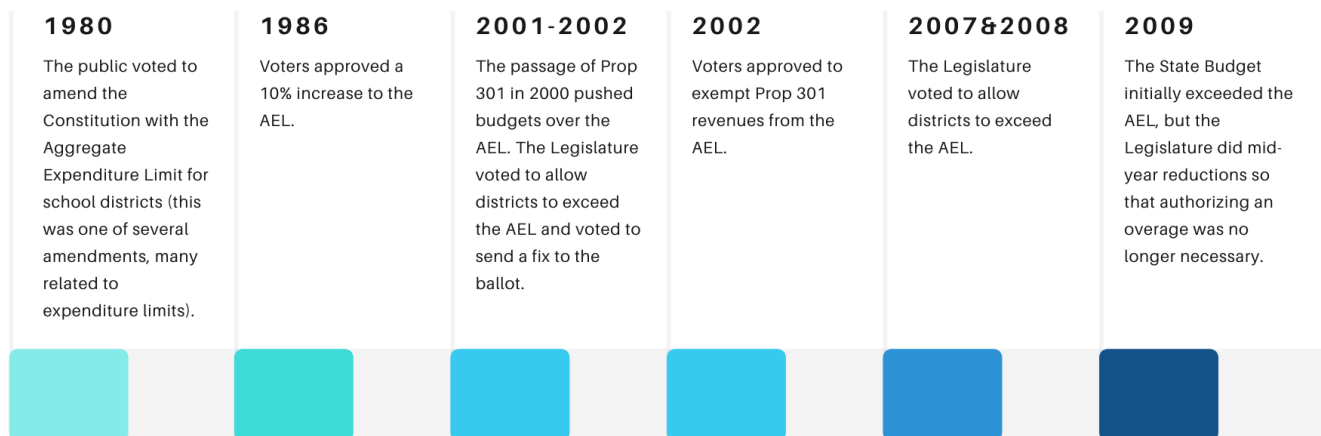 1980
The public voted to
amend the
Constitution with the
Aggregate
Expenditure Limit for
school districts (this
was one of several
amendments, many
related to
expenditure limits).
1986
Voters approved a
10% increase to the
AEL.
2001-2002
The passage of Prop
301 in 2000 pushed
budgets over the
AEL. The Legislature
voted to allow
districts to exceed
the AEL and voted to
send a fix to the
ballot.
2002
Voters approved to
exempt Prop 301
revenues from the
AEL.
2007&2008
The Legislature
voted to allow
districts to exceed
the AEL.
2009
The State Budget
initially exceeded the
AEL, but the
Legislature did mid-
year reductions so
that authorizing an
overage was no
longer necessary.